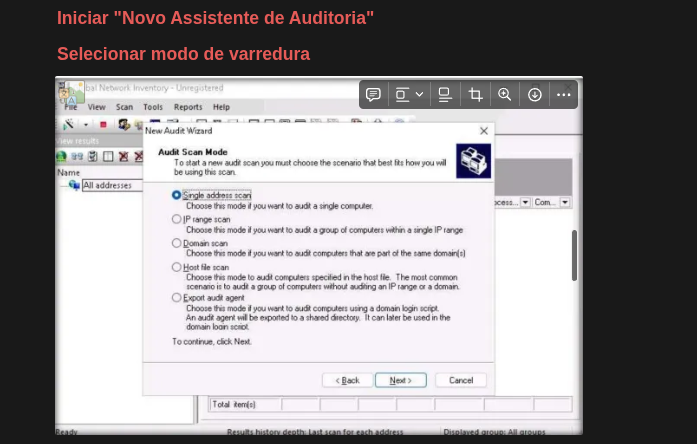 Iniciar "Novo Assistente de Auditoria"
Selecionar modo de varredura
bal Network Inventory - Unregistered
File View Scan Tools Reports Help
New Audit Wizard
View results
Audit Scan Mode
To start a new audit scan you must choose the scenario that best fits how you will
be using this scan.
Name
All addresses
Single address scan
Choose this mode if you want to audit a single computer.
ocess... Com...
IP range scan
Choose this mode if you want to audit a group of computers within a single IP range
Domain scan
Choose this mode if you want to audit computers that are part of the same domain(s)
Host file scan
Choose this mode to audit computers specified in the host file. The most common
scenario is to audit a group of computers without auditing an IP range or a domain.
Export audit agent
Choose this mode if you want to audit computers using a domain login script.
An audit agent will be exported to a shared directory. It can later be used in the
domain login script.
To continue, click Next.
< Back Next > Cancel
Total item(s)
Ready Results history depth: Last scan for each address Displayed group: All groups